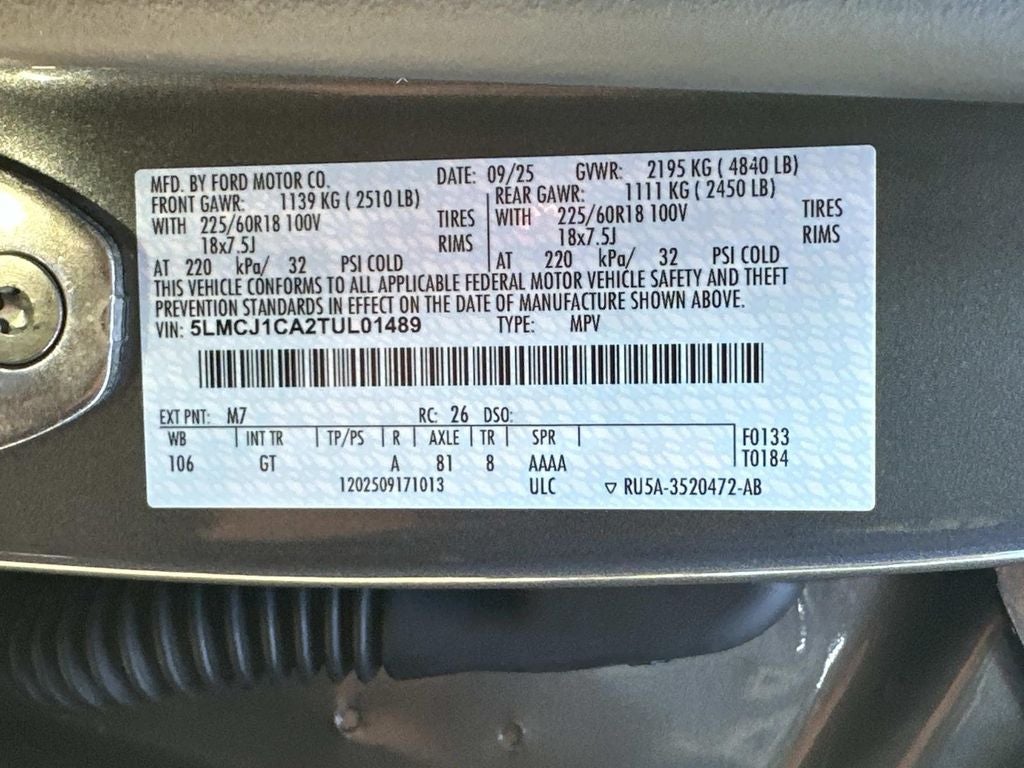 MFD. BY FORD MOTOR CO. DATE: 09/25 GVWR: 2195 KG ( 4840 LB)
FRONT GAWR: 1139 KG ( 2510 LB) REAR GAWR: 1111 KG ( 2450 LB)
WITH 225/60R18 100V TIRES WITH 225/60R18 100V TIRES
18x7.5J RIMS 18x7.5J RIMS
AT 220 kPa/ 32 PSI COLD AT 220 kPa/ 32 PSI COLD
THIS VEHICLE CONFORMS TO ALL APPLICABLE FEDERAL MOTOR VEHICLE SAFETY AND THEFT
PREVENTION STANDARDS IN EFFECT ON THE DATE OF MANUFACTURE SHOWN ABOVE.
VIN: 5LMCJ1CA2TUL01489 TYPE: MPV
EXT PNT: M7 RC: 26 DSO:
WB INT TR TP/PS R AXLE TR SPR F0133
106 GT A 81 8 AAAA T0184
1202509171013 ULC ▽ RU5A-3520472-AB